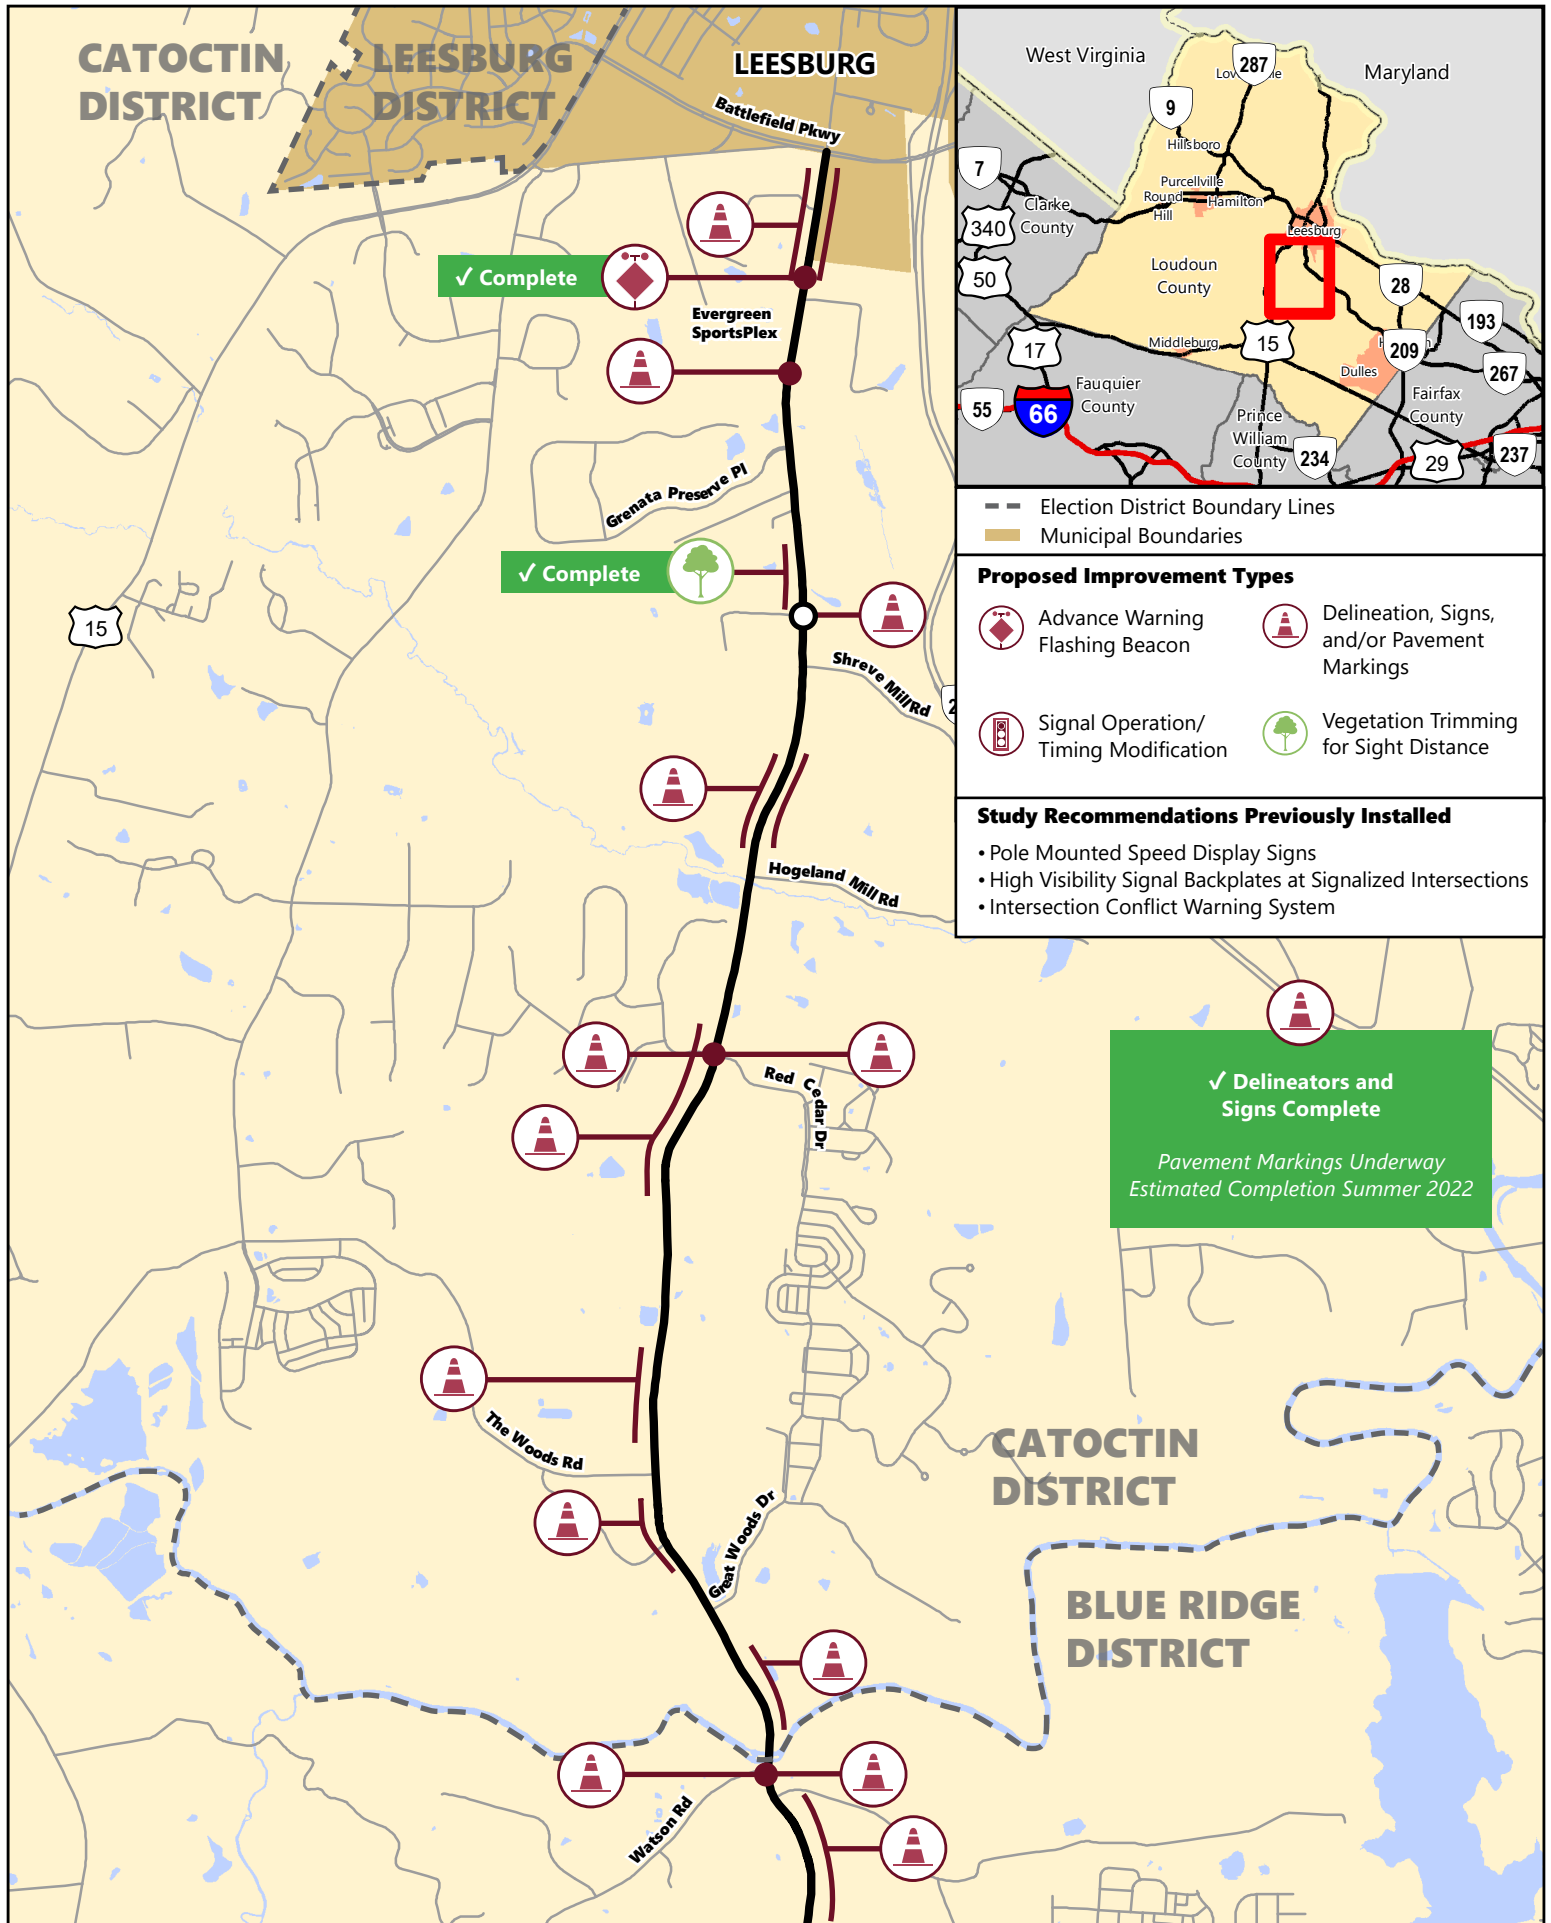 CATOCTIN
DISTRICT
LEESBURG
DISTRICT
LEESBURG
Battlefield Pkwy
✓ Complete
Evergreen
SportsPlex
Grenata Preserve Pl
✓ Complete
15
Shreve Mill Rd
Hogeland Mill Rd
Red Cedar Dr
The Woods Rd
Great Woods Dr
Watson Rd
CATOCTIN
DISTRICT
BLUE RIDGE
DISTRICT
West Virginia
Maryland
287
9
Hillsboro
7
Purcellville
Round
Hill
Hamilton
Clarke
County
340
Leesburg
50
Loudoun
County
28
193
17
Middleburg
15
209
Dulles
267
55
66
Fauquier
County
Fairfax
County
Prince
William
County
234
29
237
Election District Boundary Lines
Municipal Boundaries
Proposed Improvement Types
Advance Warning
Flashing Beacon
Delineation, Signs,
and/or Pavement
Markings
Signal Operation/
Timing Modification
Vegetation Trimming
for Sight Distance
Study Recommendations Previously Installed
• Pole Mounted Speed Display Signs
• High Visibility Signal Backplates at Signalized Intersections
• Intersection Conflict Warning System
✓ Delineators and
Signs Complete
Pavement Markings Underway
Estimated Completion Summer 2022